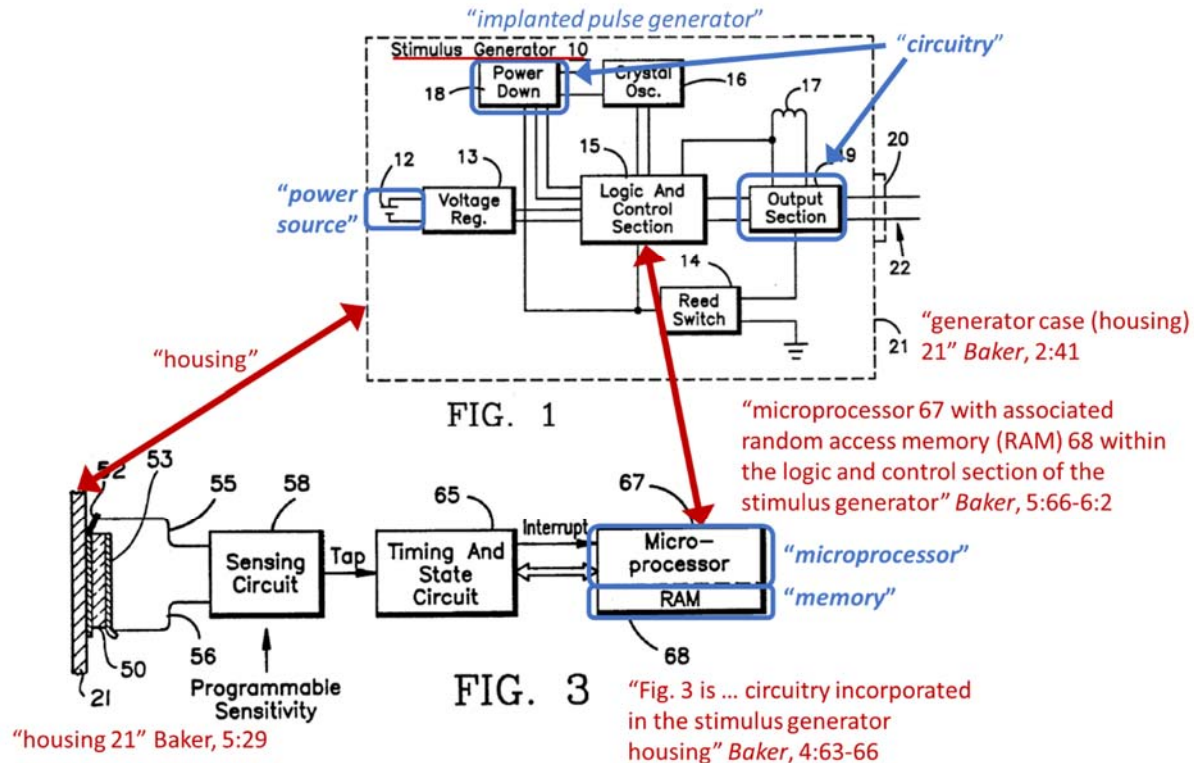 “implanted pulse generator”
Stimulus Generator 10
“circuitry”
Power
Down
18
Crystal
Osc.
16
17
12
13
15
19
20
“power
source”
Voltage
Reg.
Logic And
Control
Section
Output
Section
22
14
Reed
Switch
21
“generator case (housing)
21” Baker, 2:41
“housing”
FIG. 1
“microprocessor 67 with associated
random access memory (RAM) 68 within
the logic and control section of the
stimulus generator” Baker, 5:66-6:2
52
53
55
58
65
67
Sensing
Circuit
Tap
Timing And
State
Circuit
Interrupt
Micro-
processor
“microprocessor”
RAM
“memory”
50
56
68
21
Programmable
Sensitivity
FIG. 3
“Fig. 3 is ... circuitry incorporated
in the stimulus generator
housing” Baker, 4:63-66
“housing 21” Baker, 5:29